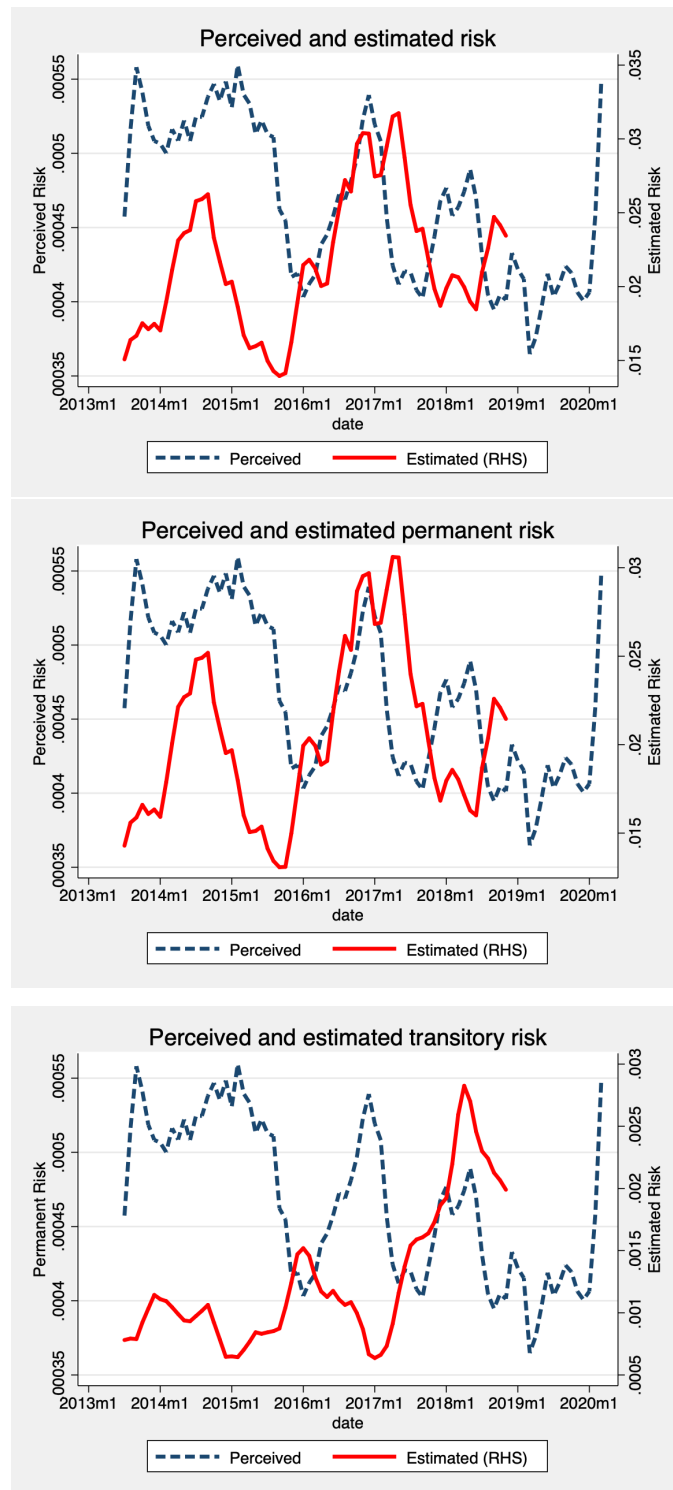 Perceived and estimated risk
Perceived Risk
.00035 .0004 .00045 .0005 .00055
.015 .02 .025 .03 .035
Estimated Risk
2013m1 2014m1 2015m1 2016m1 2017m1 2018m1 2019m1 2020m1
date
Perceived Estimated (RHS)
Perceived and estimated permanent risk
Perceived Risk
.00035 .0004 .00045 .0005 .00055
.015 .02 .025 .03
Estimated Risk
2013m1 2014m1 2015m1 2016m1 2017m1 2018m1 2019m1 2020m1
date
Perceived Estimated (RHS)
Perceived and estimated transitory risk
Permanent Risk
.00035 .0004 .00045 .0005 .00055
.0005 .001 .0015 .002 .0025 .003
Estimated Risk
2013m1 2014m1 2015m1 2016m1 2017m1 2018m1 2019m1 2020m1
date
Perceived Estimated (RHS)